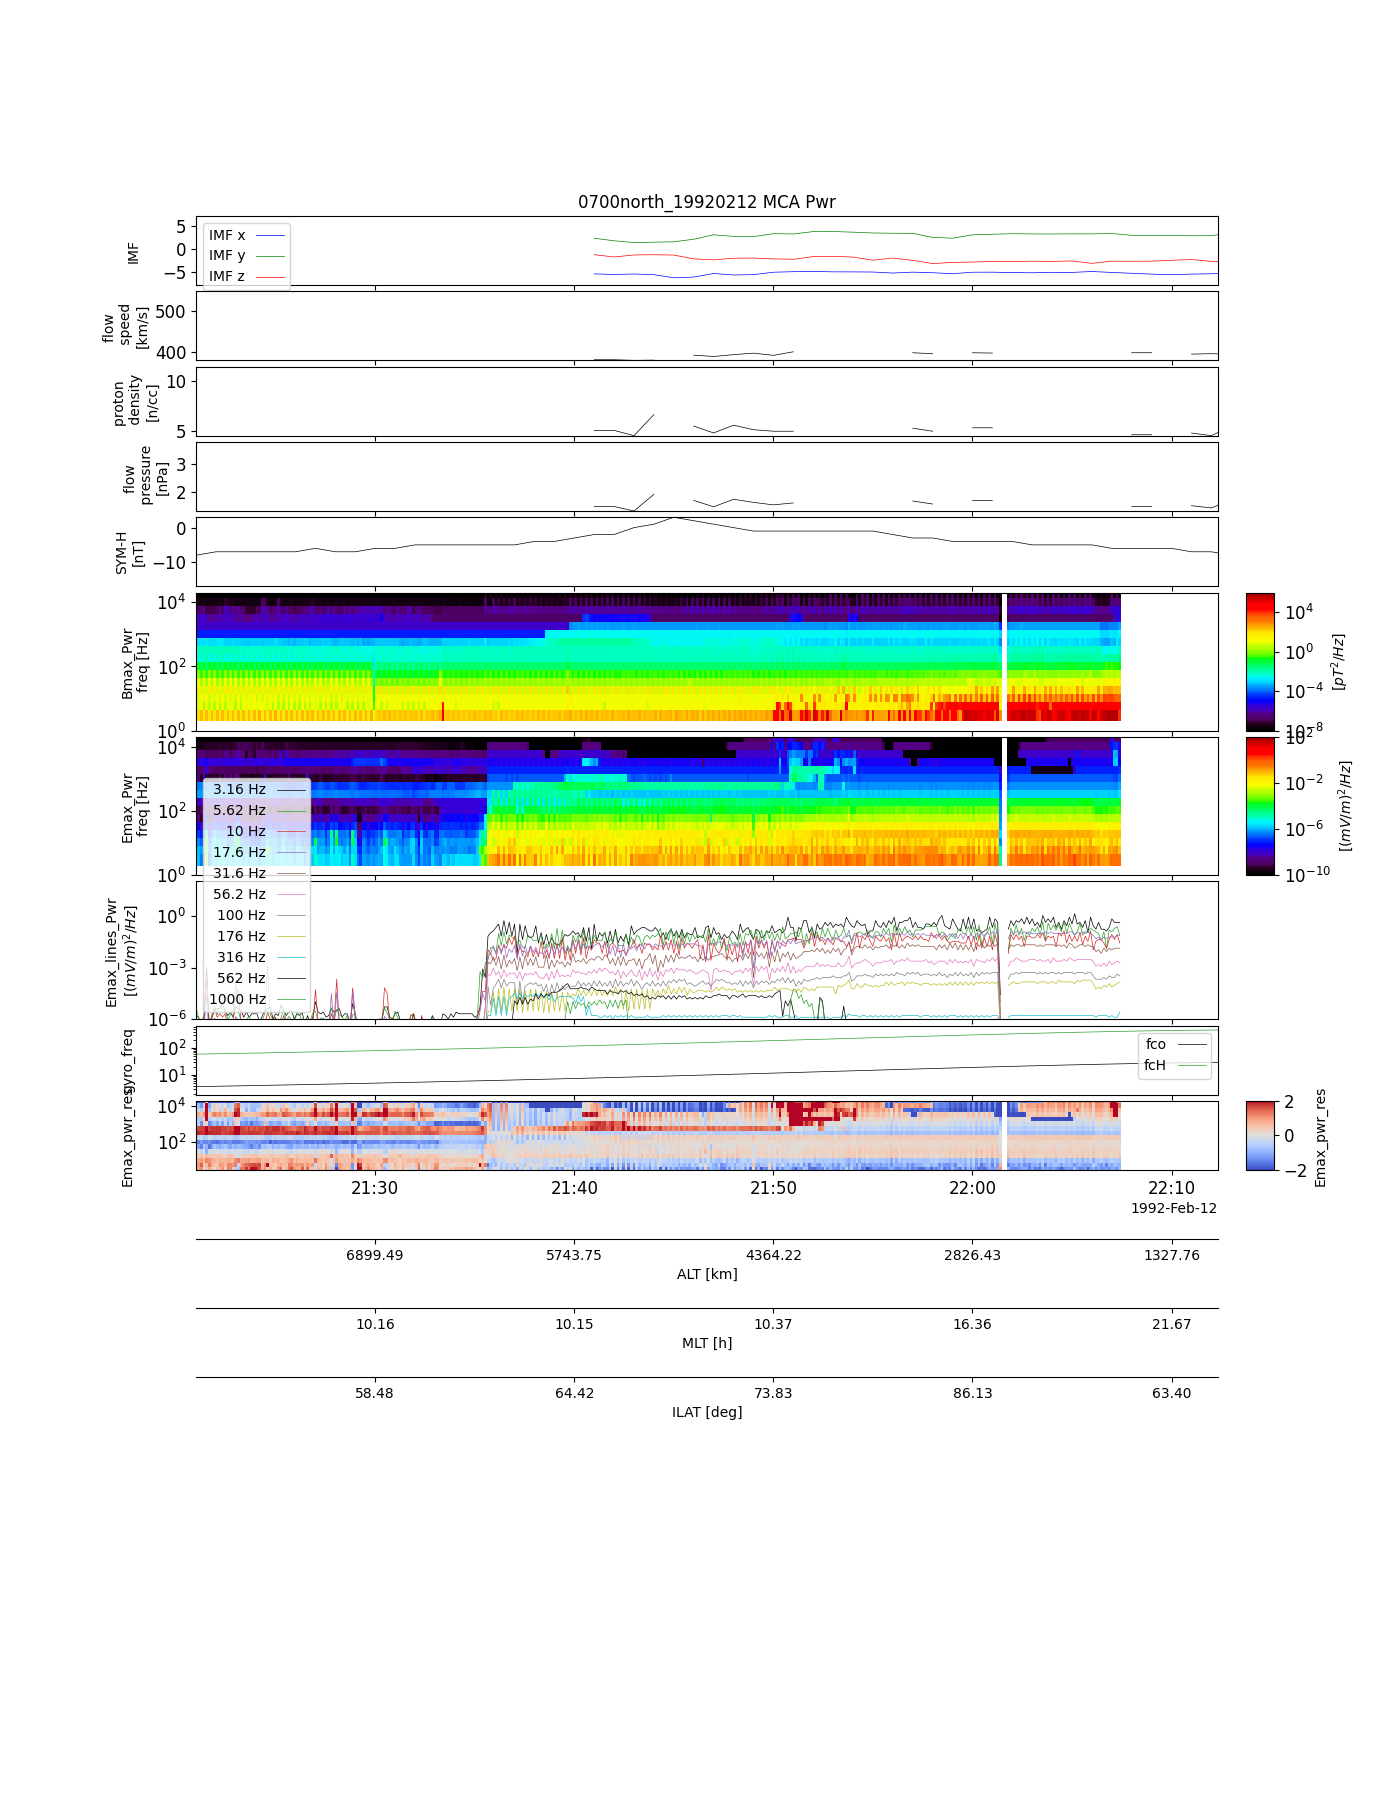 0700north_19920212 MCA Pwr
IMF
5
0
−5
IMF x
IMF y
IMF z
flow
speed
[km/s]
500
400
proton
density
[n/cc]
10
5
flow
pressure
[nPa]
3
2
SYM-H
[nT]
0
−10
Bmax_Pwr
freq [Hz]
10^4
10^2
10^0
10^4
10^0
10^−4
10^−8
[pT^2/Hz]
Emax_Pwr
freq [Hz]
10^4
10^2
10^0
10^2
10^−2
10^−6
10^−10
[(mV/m)^2/Hz]
3.16 Hz
5.62 Hz
10 Hz
17.6 Hz
31.6 Hz
56.2 Hz
100 Hz
176 Hz
316 Hz
562 Hz
1000 Hz
Emax_lines_Pwr
[(mV/m)^2/Hz]
10^0
10^−3
10^−6
gyro_freq
10^2
10^1
fco
fcH
Emax_pwr_res
10^4
10^2
2
0
−2
Emax_pwr_res
21:30 21:40 21:50 22:00 22:10
1992-Feb-12
6899.49 5743.75 4364.22 2826.43 1327.76
ALT [km]
10.16 10.15 10.37 16.36 21.67
MLT [h]
58.48 64.42 73.83 86.13 63.40
ILAT [deg]